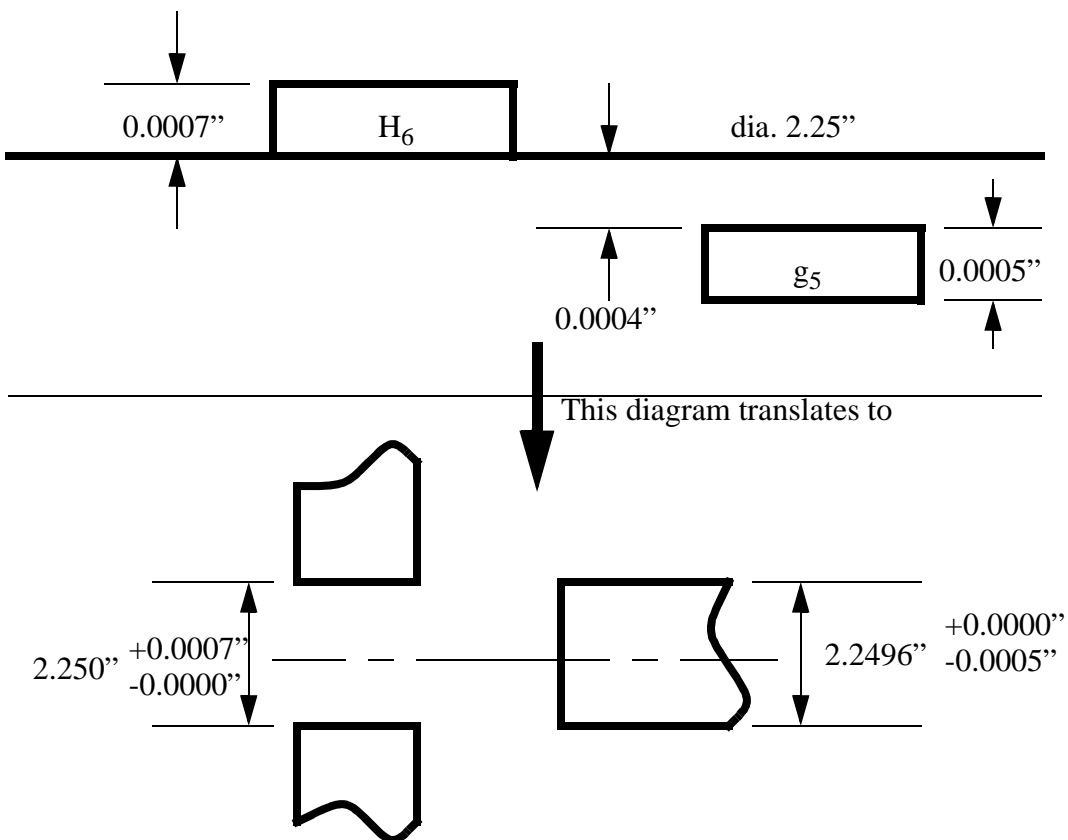 0.0007”
H6
dia. 2.25”
g5
0.0005”
0.0004”
This diagram translates to
2.250”
+0.0007”
-0.0000”
2.2496”
+0.0000”
-0.0005”